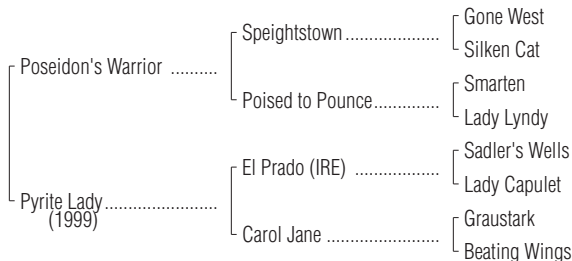 Gone West
Speightstown ....................
Silken Cat
Poseidon's Warrior ..........
Smarten
Poised to Pounce..............
Lady Lyndy
Sadler's Wells
El Prado (IRE) ..................
Lady Capulet
Pyrite Lady........................
(1999)
Graustark
Carol Jane ........................
Beating Wings